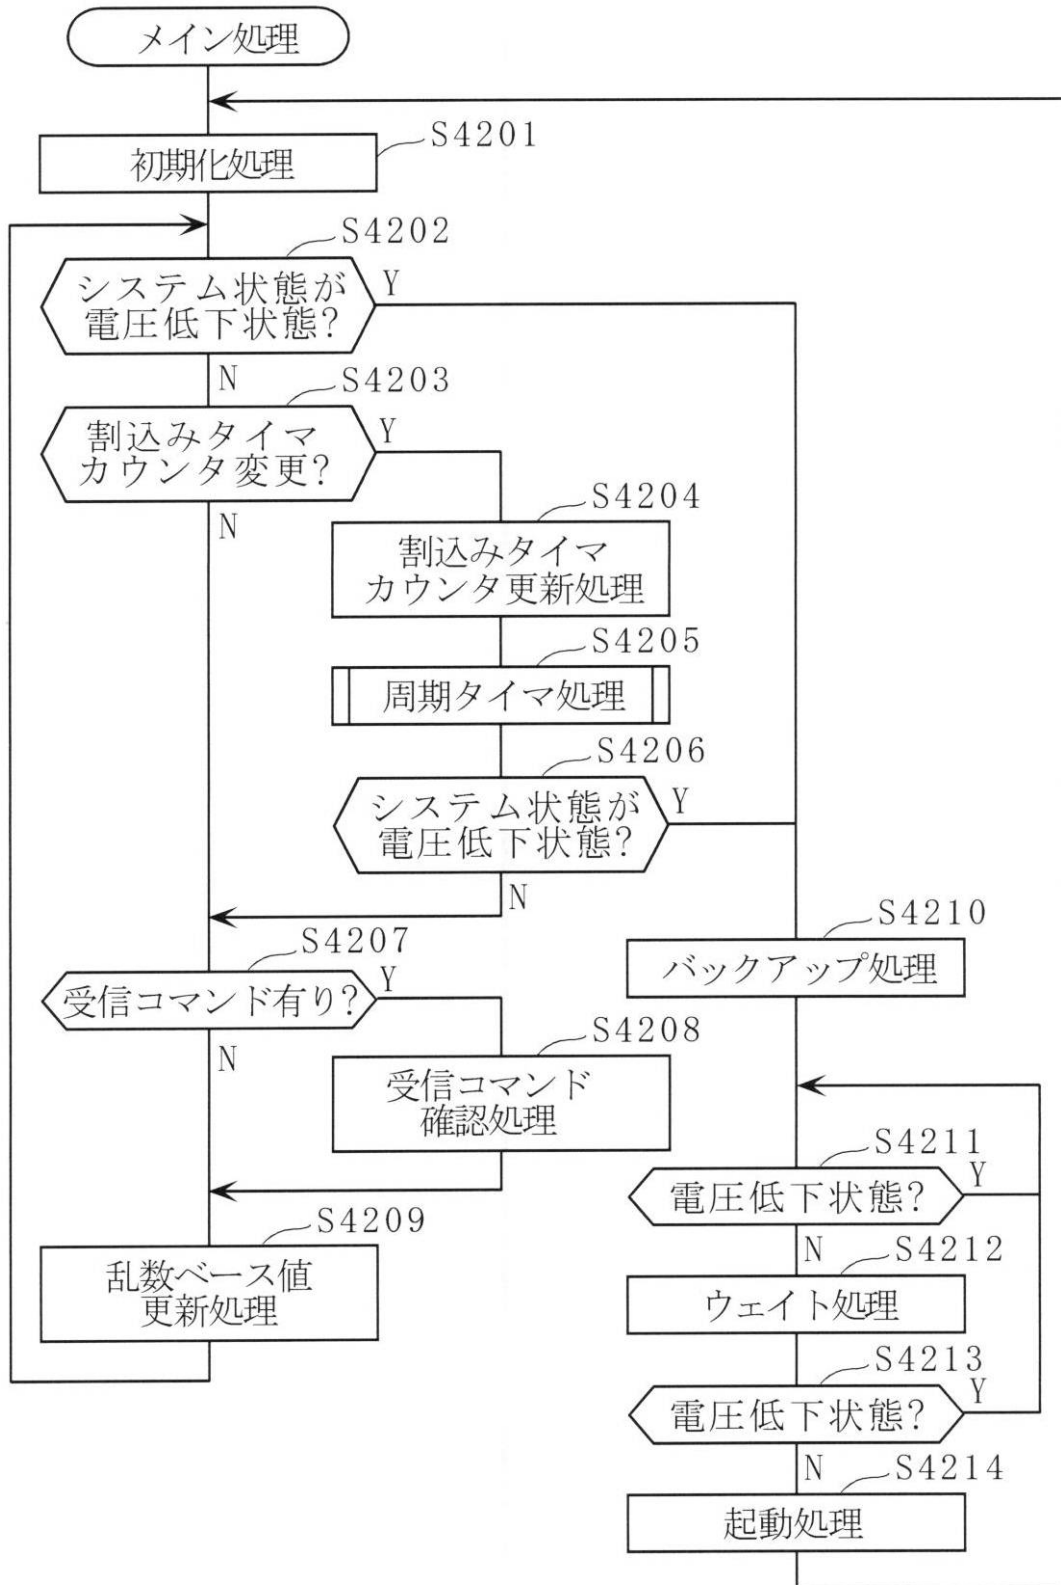 メイン処理
S4201
初期化処理
S4202
システム状態が
電圧低下状態?
Y
N
S4203
割込みタイマ
カウンタ変更?
Y
N
S4204
割込みタイマ
カウンタ更新処理
S4205
周期タイマ処理
S4206
システム状態が
電圧低下状態?
Y
N
S4207
受信コマンド有り?
Y
N
S4208
受信コマンド
確認処理
S4209
乱数ベース値
更新処理
S4210
バックアップ処理
S4211
電圧低下状態?
Y
N
S4212
ウェイト処理
S4213
電圧低下状態?
Y
N
S4214
起動処理